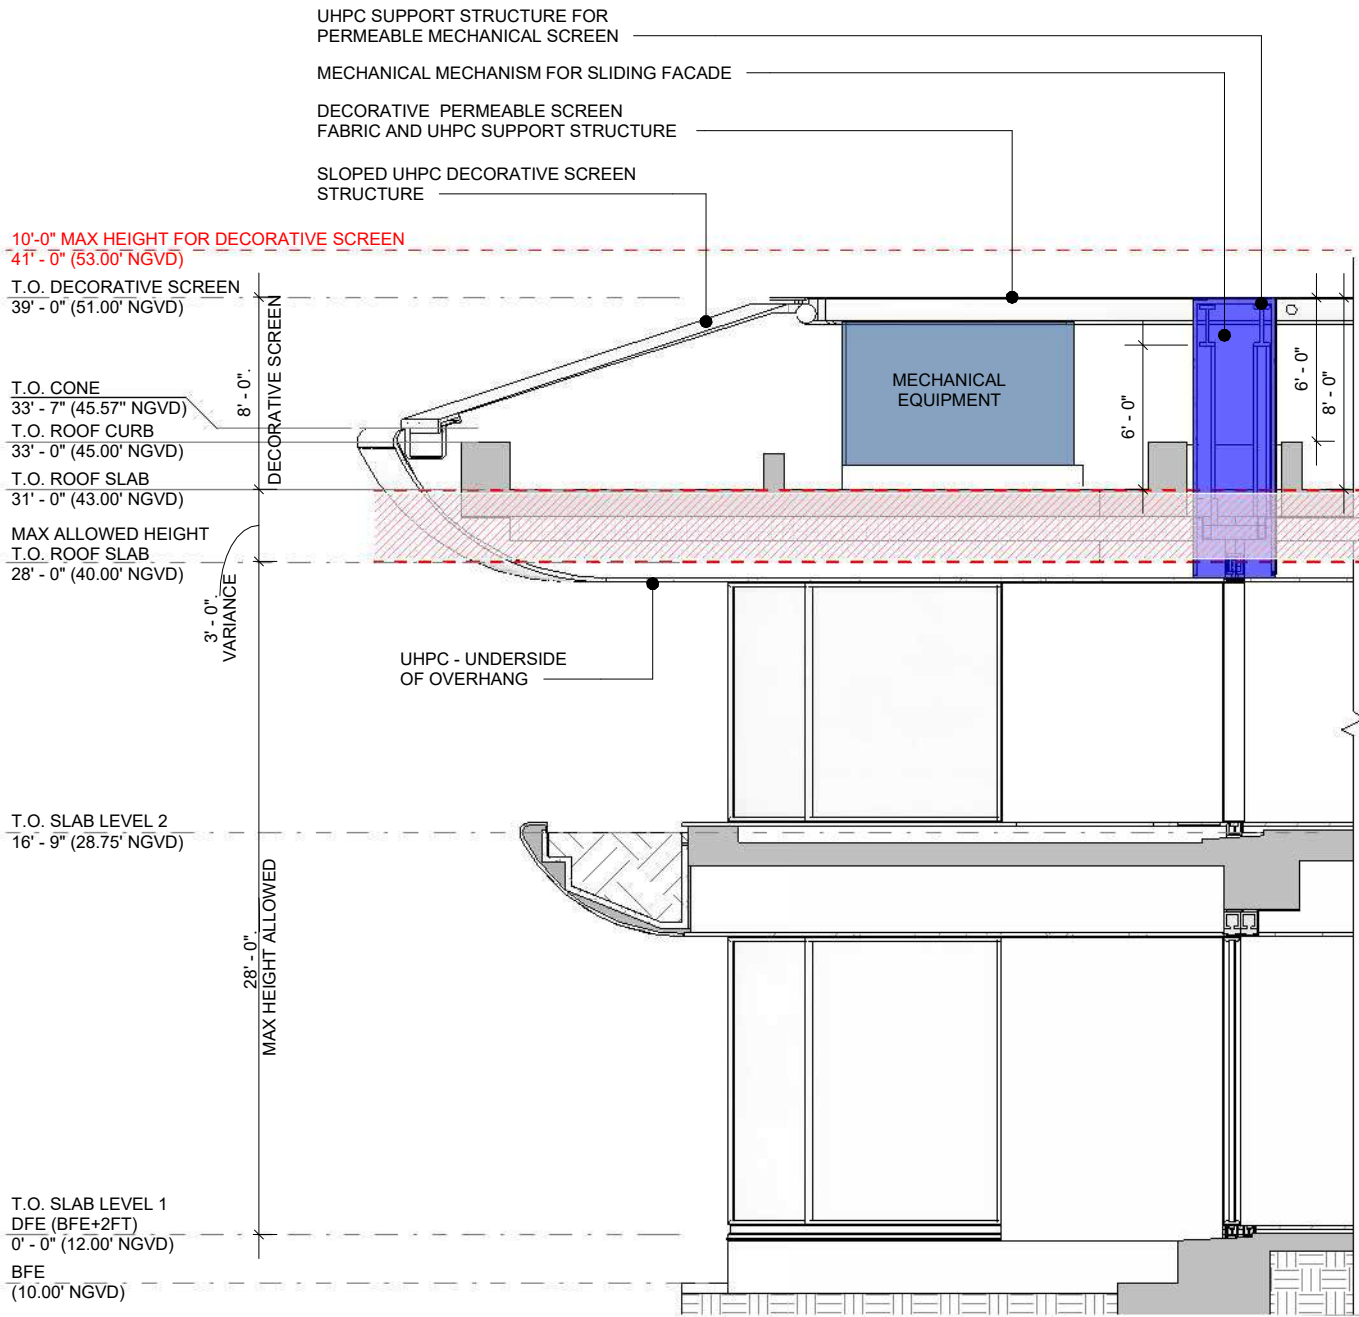 UHPC SUPPORT STRUCTURE FOR
PERMEABLE MECHANICAL SCREEN
MECHANICAL MECHANISM FOR SLIDING FACADE
DECORATIVE PERMEABLE SCREEN
FABRIC AND UHPC SUPPORT STRUCTURE
SLOPED UHPC DECORATIVE SCREEN
STRUCTURE
10'-0" MAX HEIGHT FOR DECORATIVE SCREEN
41' - 0" (53.00' NGVD)
T.O. DECORATIVE SCREEN
39' - 0" (51.00' NGVD)
T.O. CONE
33' - 7" (45.57" NGVD)
T.O. ROOF CURB
33' - 0" (45.00' NGVD)
T.O. ROOF SLAB
31' - 0" (43.00' NGVD)
MAX ALLOWED HEIGHT
T.O. ROOF SLAB
28' - 0" (40.00' NGVD)
8' - 0".
DECORATIVE SCREEN
MECHANICAL
EQUIPMENT
6' - 0"
6' - 0"
8' - 0"
3' - 0".
VARIANCE
UHPC - UNDERSIDE
OF OVERHANG
T.O. SLAB LEVEL 2
16' - 9" (28.75' NGVD)
28' - 0".
MAX HEIGHT ALLOWED
T.O. SLAB LEVEL 1
DFE (BFE+2FT)
0' - 0" (12.00' NGVD)
BFE
(10.00' NGVD)